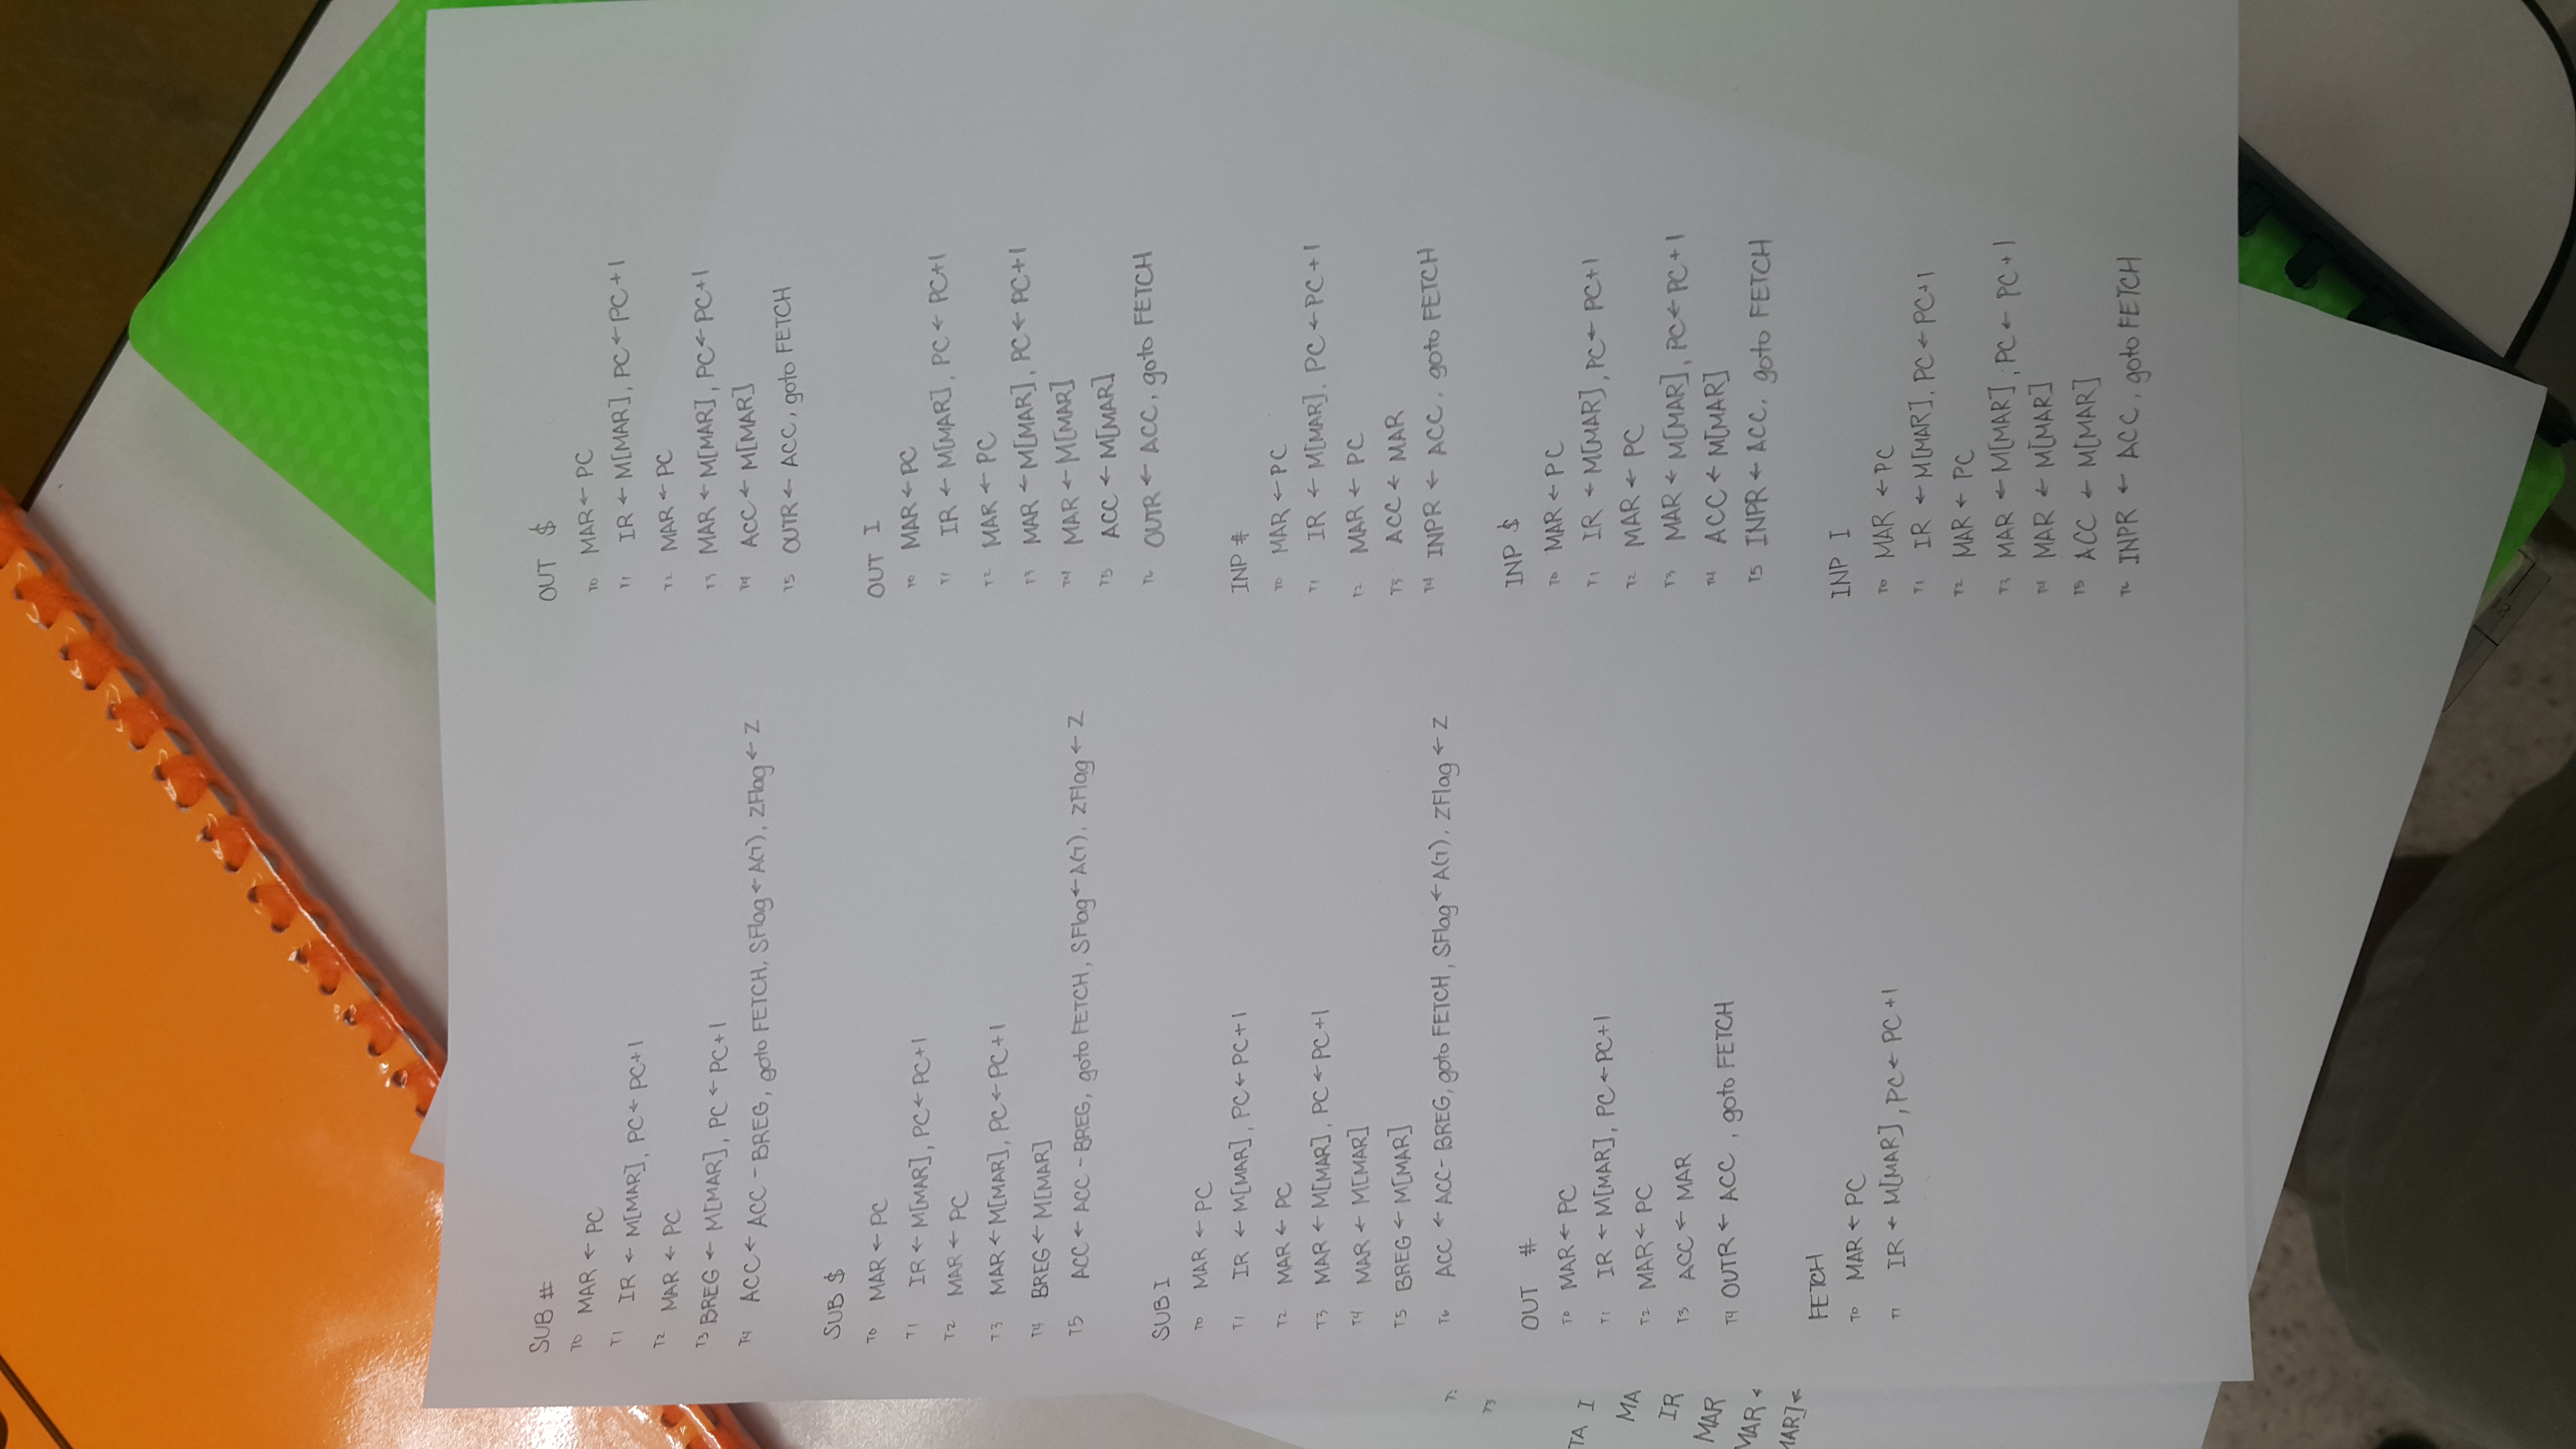 SUB #
T0 MAR ← PC
T1 IR ← M[MAR], PC ← PC+1
T2 MAR ← PC
T3 BREG ← M[MAR], PC ← PC+1
T4 ACC ← ACC - BREG, goto FETCH, SFlag ← A(7), ZFlag ← Z
SUB $
T0 MAR ← PC
T1 IR ← M[MAR], PC ← PC+1
T2 MAR ← PC
T3 MAR ← M[MAR], PC ← PC+1
T4 BREG ← M[MAR]
T5 ACC ← ACC - BREG, goto FETCH, SFlag ← A(7), ZFlag ← Z
SUB I
T0 MAR ← PC
T1 IR ← M[MAR], PC ← PC+1
T2 MAR ← PC
T3 MAR ← M[MAR], PC ← PC+1
T4 MAR ← M[MAR]
T5 BREG ← M[MAR]
T6 ACC ← ACC - BREG, goto FETCH, SFlag ← A(7), ZFlag ← Z
OUT #
T0 MAR ← PC
T1 IR ← M[MAR], PC ← PC+1
T2 MAR ← PC
T3 ACC ← MAR
T4 OUTR ← ACC, goto FETCH
FETCH
T0 MAR ← PC
T1 IR ← M[MAR], PC ← PC+1
OUT $
T0 MAR ← PC
T1 IR ← M[MAR], PC ← PC+1
T2 MAR ← PC
T3 MAR ← M[MAR], PC ← PC+1
T4 ACC ← M[MAR]
T5 OUTR ← ACC, goto FETCH
OUT I
T0 MAR ← PC
T1 IR ← M[MAR], PC ← PC+1
T2 MAR ← PC
T3 MAR ← M[MAR], PC ← PC+1
T4 MAR ← M[MAR]
T5 ACC ← M[MAR]
T6 OUTR ← ACC, goto FETCH
INP #
T0 MAR ← PC
T1 IR ← M[MAR], PC ← PC+1
T2 MAR ← PC
T3 ACC ← MAR
T4 INPR ← ACC, goto FETCH
INP $
T0 MAR ← PC
T1 IR ← M[MAR], PC ← PC+1
T2 MAR ← PC
T3 MAR ← M[MAR], PC ← PC+1
T4 ACC ← M[MAR]
T5 INPR ← ACC, goto FETCH
INP I
T0 MAR ← PC
T1 IR ← M[MAR], PC ← PC+1
T2 MAR ← PC
T3 MAR ← M[MAR], PC ← PC+1
T4 MAR ← M[MAR]
T5 ACC ← M[MAR]
T6 INPR ← ACC, goto FETCH
T3
TA I
MA
IR
MAR
MAR ←
MAR] ←